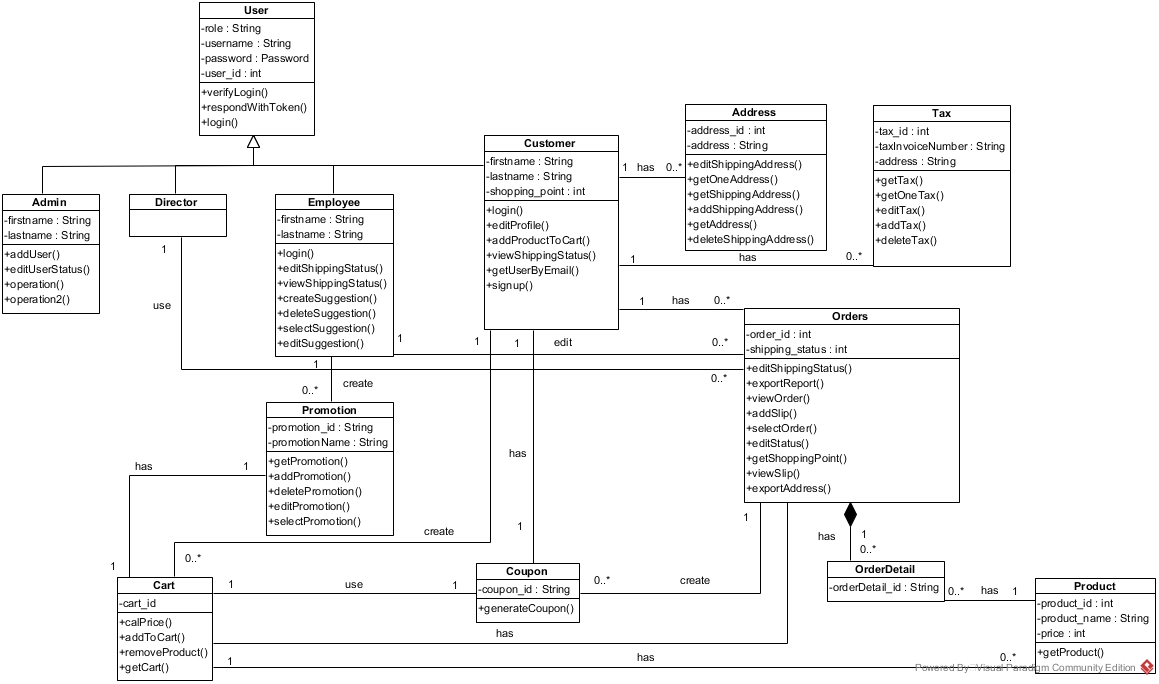 User
-role : String
-username : String
-password : Password
-user_id : int
+verifyLogin()
+respondWithToken()
+login()
Customer
-firstname : String
-lastname : String
-shopping_point : int
+login()
+editProfile()
+addProductToCart()
+viewShippingStatus()
+getUserByEmail()
+signup()
1 has 0..*
Address
-address_id : int
-address : String
+editShippingAddress()
+getOneAddress()
+getShippingAddress()
+addShippingAddress()
+getAddress()
+deleteShippingAddress()
Tax
-tax_id : int
-taxInvoiceNumber : String
-address : String
+getTax()
+getOneTax()
+editTax()
+addTax()
+deleteTax()
1 has 0..*
Admin
-firstname : String
-lastname : String
+addUser()
+editUserStatus()
+operation()
+operation2()
Director
1
use
Employee
-firstname : String
-lastname : String
+login()
+editShippingStatus()
+viewShippingStatus()
+createSuggestion()
+deleteSuggestion()
+selectSuggestion()
+editSuggestion()
1 has 0..*
1 edit 0..*
1
1
0..*
1
create
0..*
Orders
-order_id : int
-shipping_status : int
+editShippingStatus()
+exportReport()
+viewOrder()
+addSlip()
+selectOrder()
+editStatus()
+getShoppingPoint()
+viewSlip()
+exportAddress()
Promotion
-promotion_id : String
-promotionName : String
+getPromotion()
+addPromotion()
+deletePromotion()
+editPromotion()
+selectPromotion()
has 1
1
has
1
create
0..*
1
has 1
0..*
Cart
-cart_id
+calPrice()
+addToCart()
+removeProduct()
+getCart()
1 use 1
Coupon
-coupon_id : String
+generateCoupon()
0..* create
OrderDetail
-orderDetail_id : String
0..* has 1
Product
-product_id : int
-product_name : String
-price : int
+getProduct()
has
1 has 0..*
Powered By Visual Paradigm Community Edition